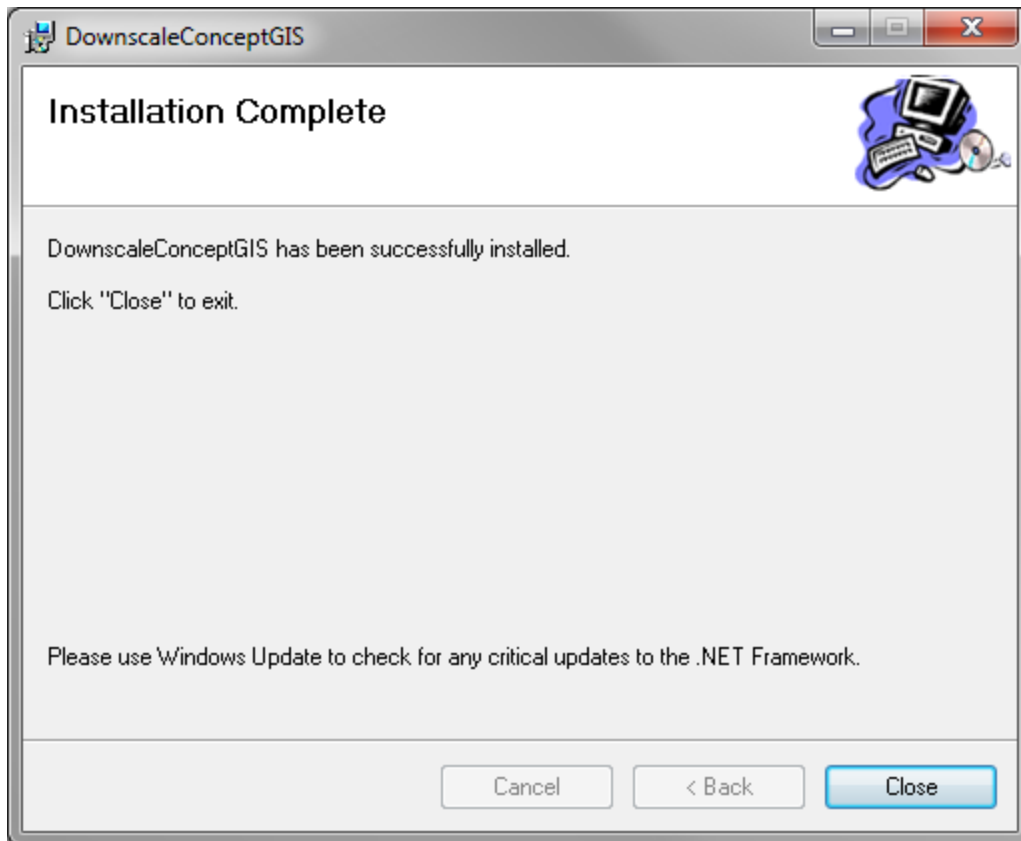 DownscaleConceptGIS
Installation Complete
DownscaleConceptGIS has been successfully installed.
Click "Close" to exit.
Please use Windows Update to check for any critical updates to the .NET Framework.
Cancel
< Back
Close